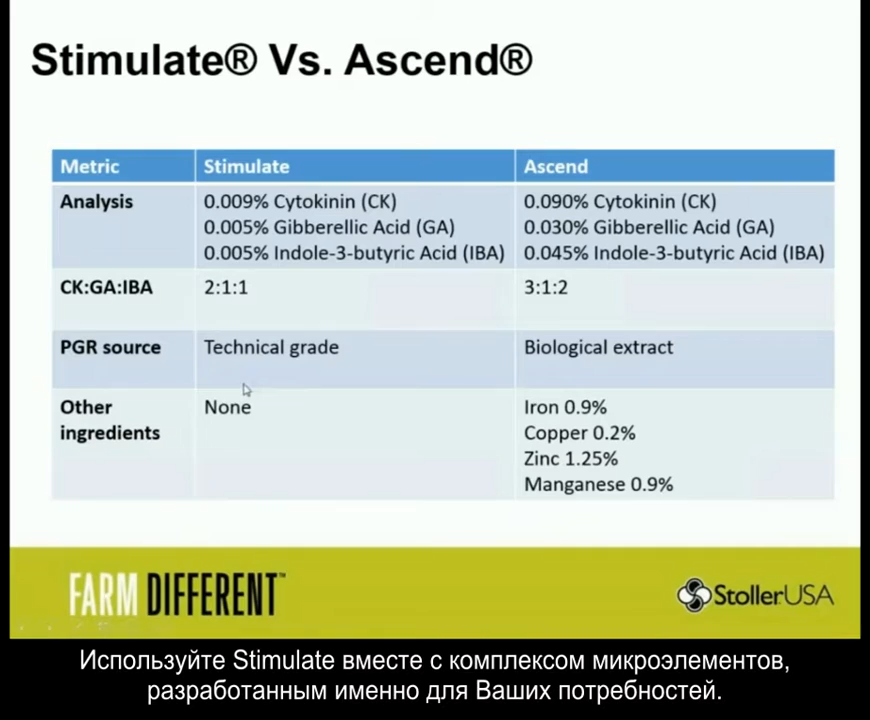 Stimulate® Vs. Ascend®
Metric Stimulate Ascend
Analysis 0.009% Cytokinin (CK) 0.090% Cytokinin (CK)
0.005% Gibberellic Acid (GA) 0.030% Gibberellic Acid (GA)
0.005% Indole-3-butyric Acid (IBA) 0.045% Indole-3-butyric Acid (IBA)
CK:GA:IBA 2:1:1 3:1:2
PGR source Technical grade Biological extract
Other None Iron 0.9%
ingredients Copper 0.2%
Zinc 1.25%
Manganese 0.9%
FARM DIFFERENT™ StollerUSA
Используйте Stimulate вместе с комплексом микроэлементов,
разработанным именно для Ваших потребностей.